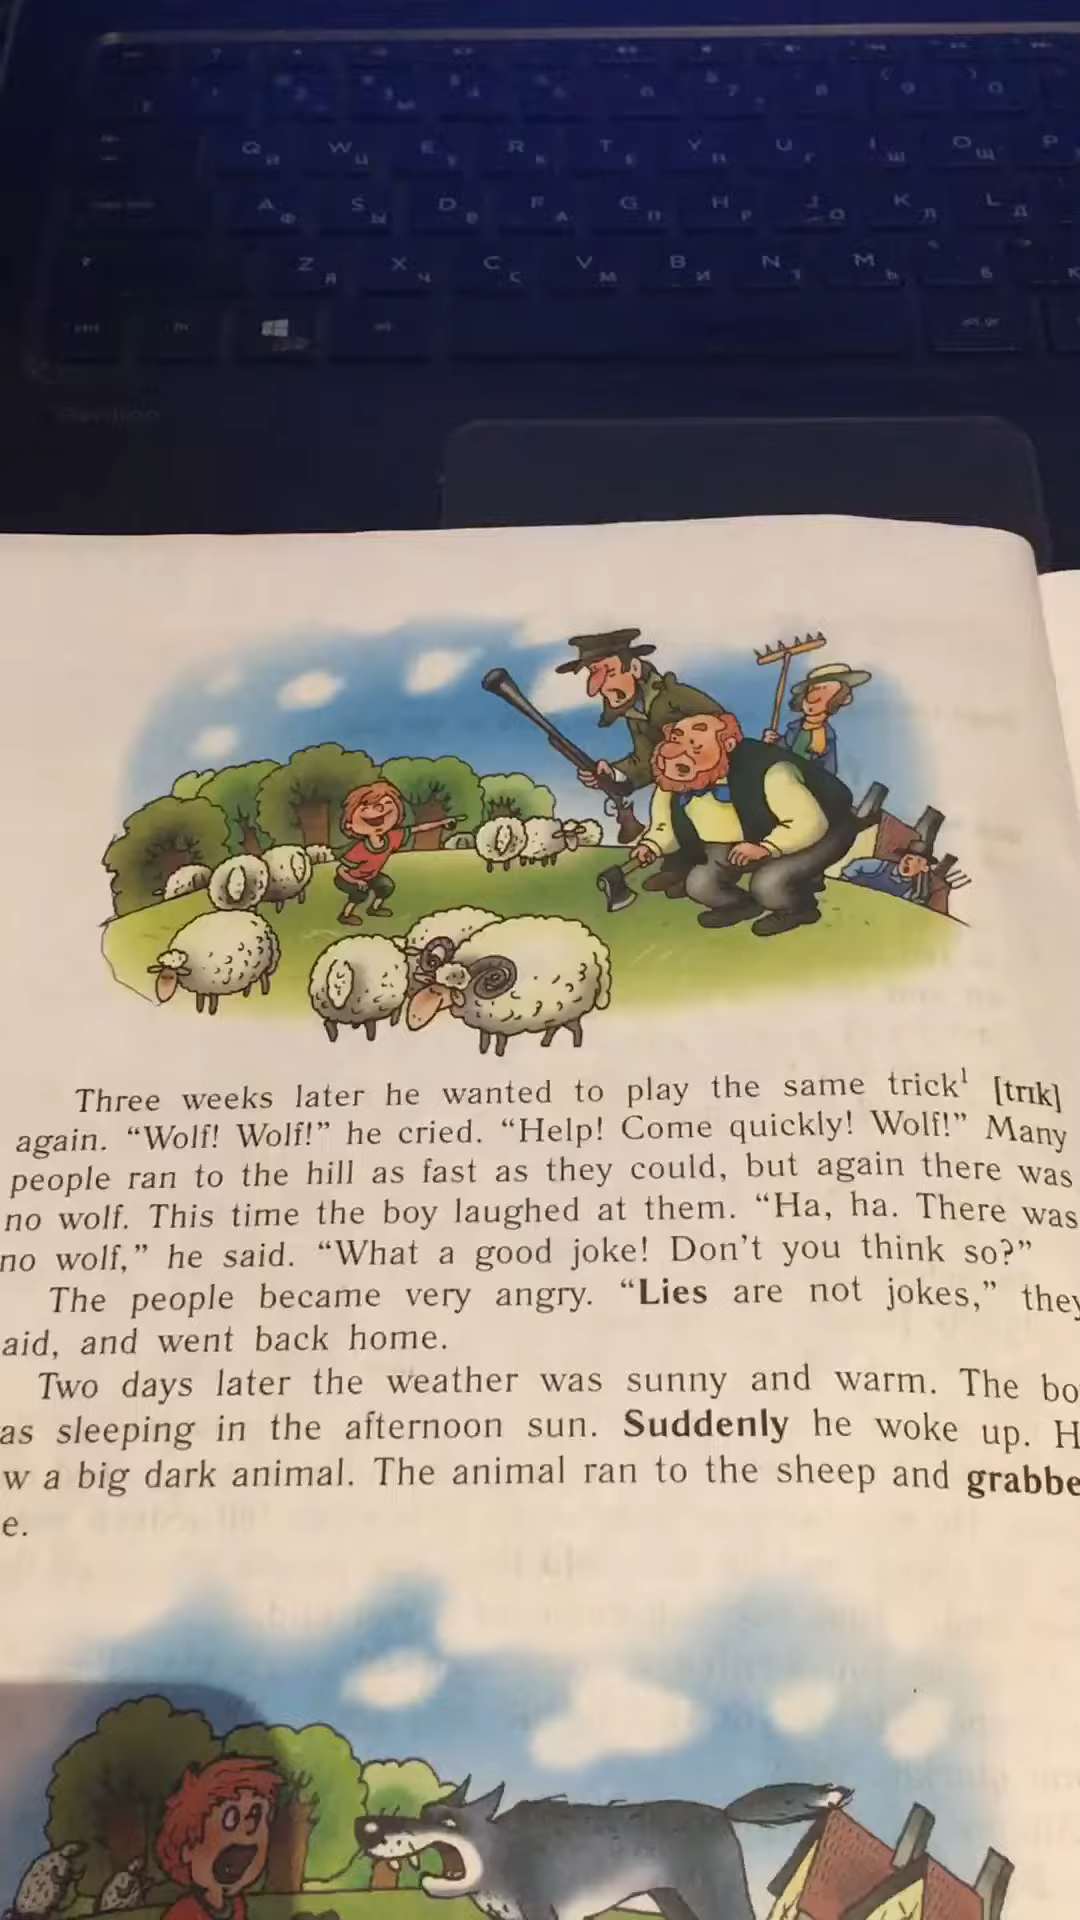 Q Й W Ц E У R К T Е Y Н U Г I Ш O Щ P
A Ф S Ы D В F А G П H Р J О K Л L Д
Z Я X Ч C С V М B И N Т M Ь Б
Pavilion
Three weeks later he wanted to play the same trick¹ [trɪk]
again. “Wolf! Wolf!” he cried. “Help! Come quickly! Wolf!” Many
people ran to the hill as fast as they could, but again there was
no wolf. This time the boy laughed at them. “Ha, ha. There was
no wolf,” he said. “What a good joke! Don’t you think so?”
The people became very angry. “Lies are not jokes,” they
aid, and went back home.
Two days later the weather was sunny and warm. The bo
as sleeping in the afternoon sun. Suddenly he woke up. H
w a big dark animal. The animal ran to the sheep and grabbe
e.